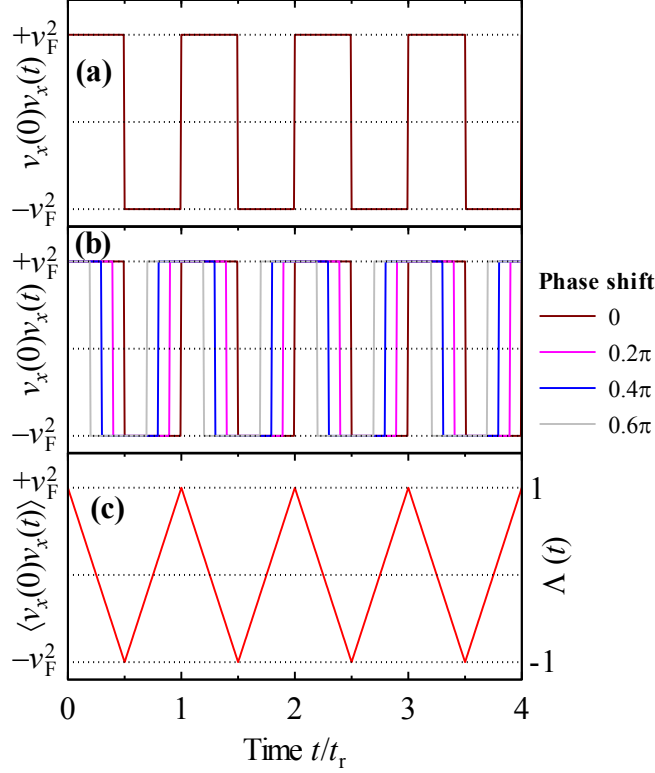 +v_F^2
(a)
v_x(0)v_x(t)
−v_F^2
+v_F^2
(b)
v_x(0)v_x(t)
−v_F^2
Phase shift
0
0.2π
0.4π
0.6π
+v_F^2
(c)
⟨v_x(0)v_x(t)⟩
−v_F^2
1
Λ (t)
-1
0 1 2 3 4
Time t/t_r